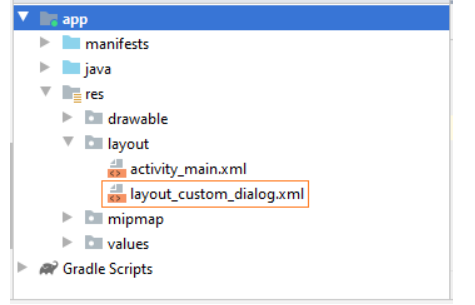 app
manifests
java
res
drawable
layout
activity_main.xml
layout_custom_dialog.xml
mipmap
values
Gradle Scripts